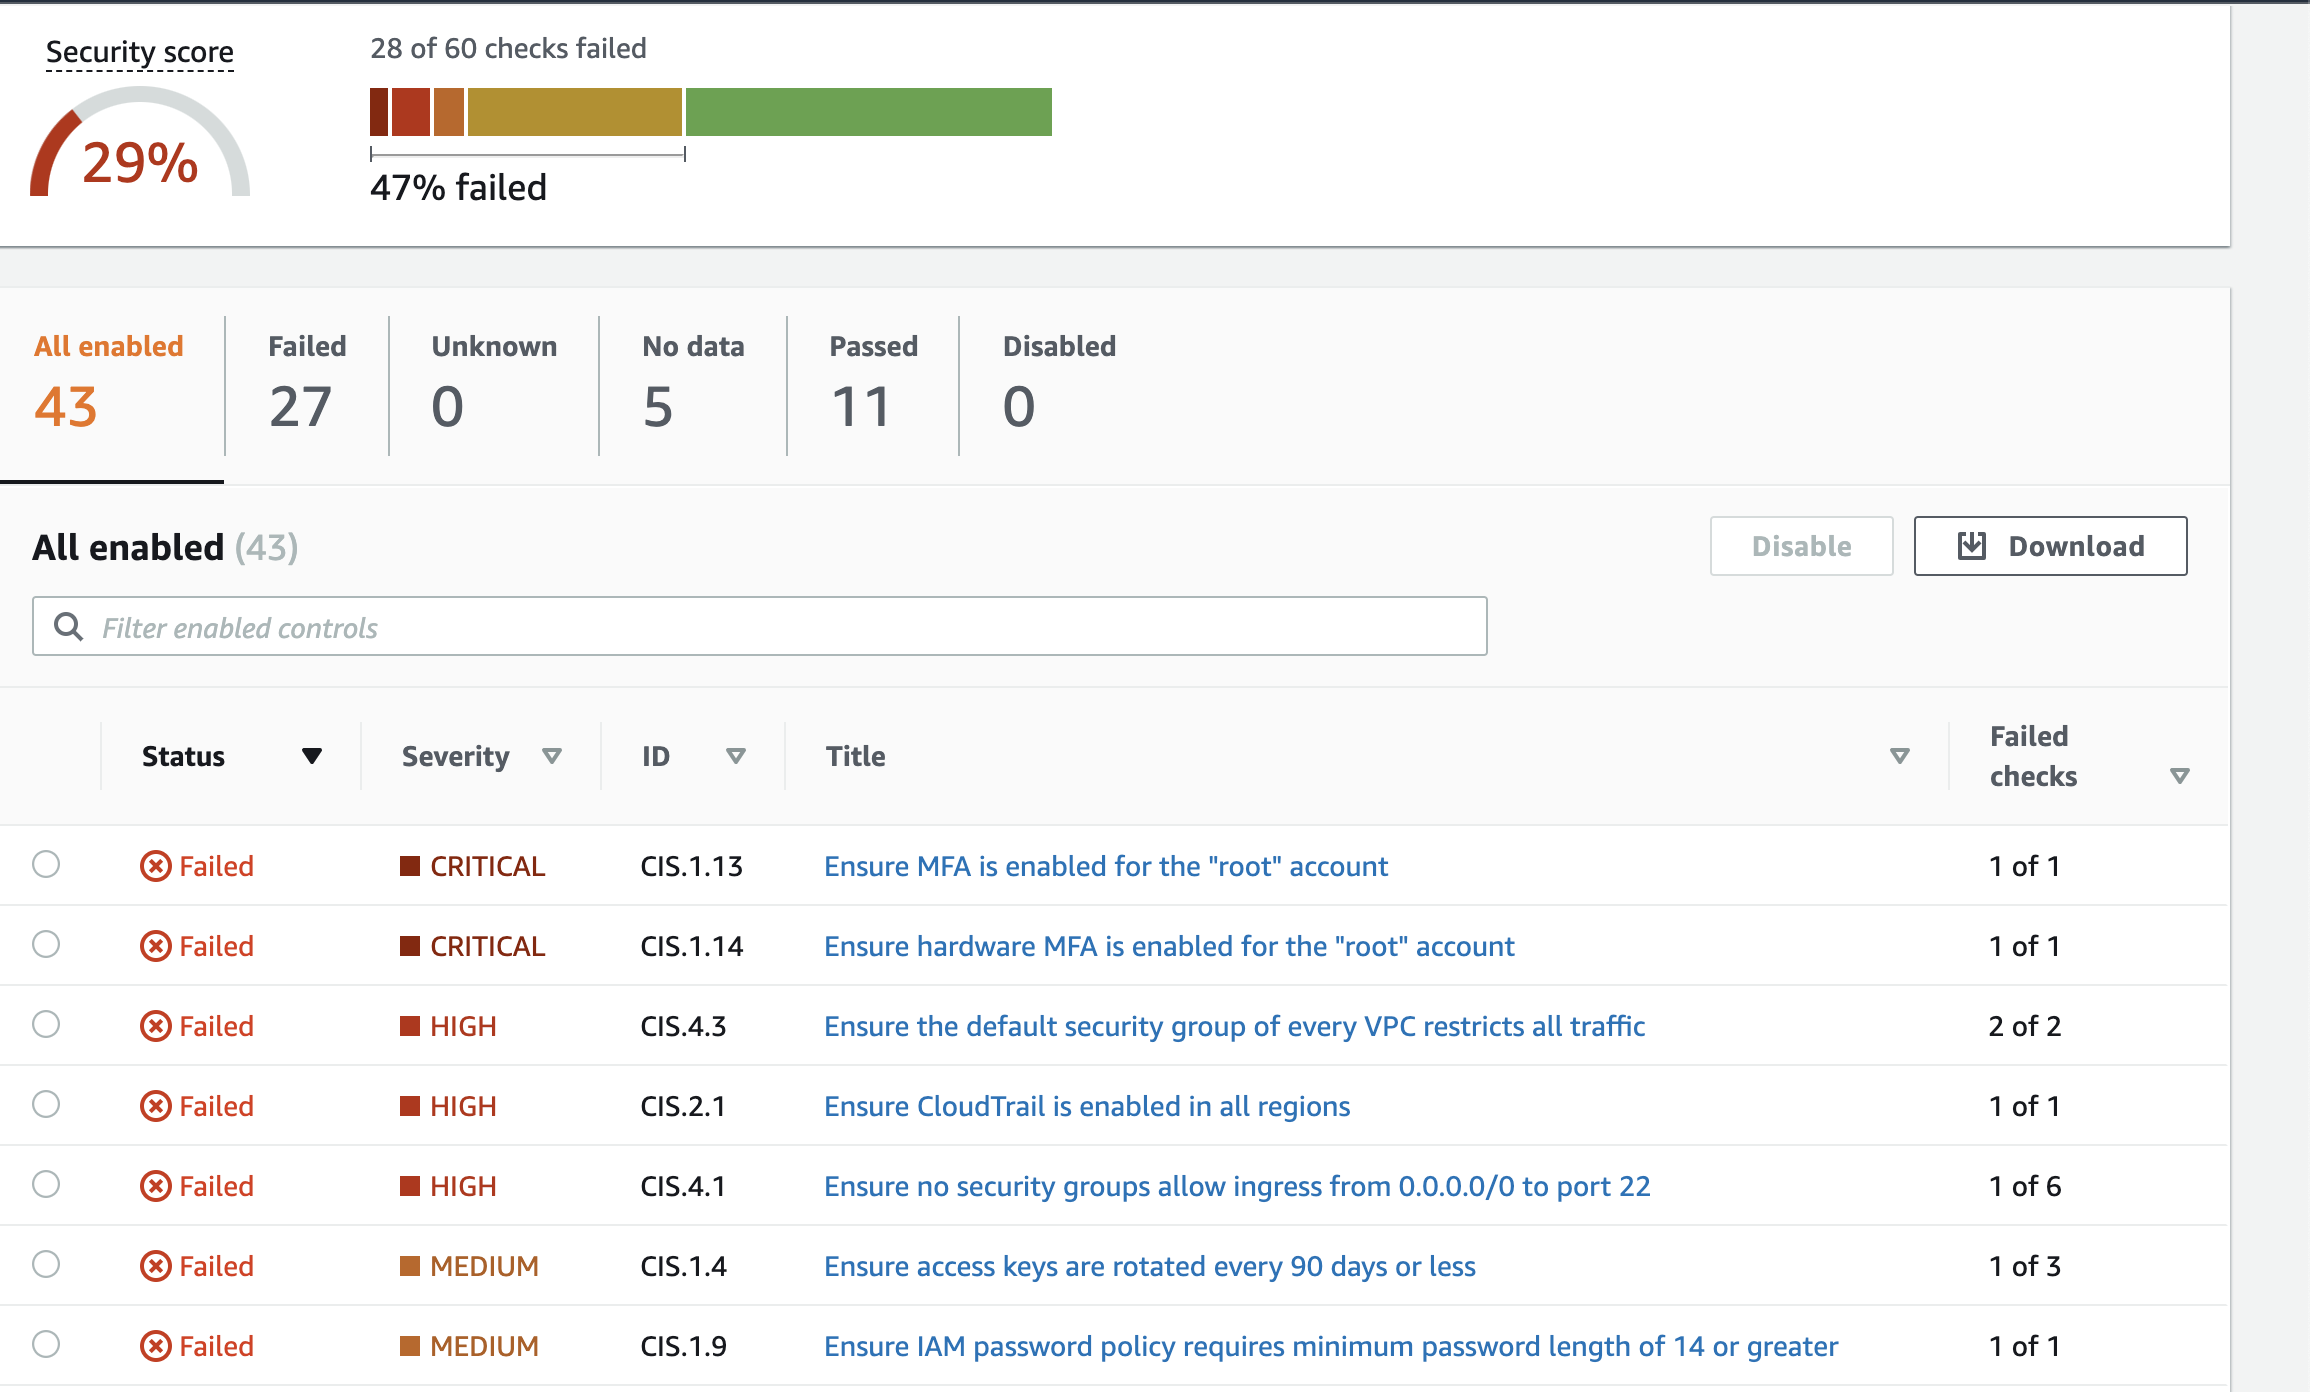 Security score
29%
28 of 60 checks failed
47% failed
All enabled Failed Unknown No data Passed Disabled
43 27 0 5 11 0
All enabled (43)
Disable
Download
Filter enabled controls
Status Severity ID Title Failed checks
Failed CRITICAL CIS.1.13 Ensure MFA is enabled for the "root" account 1 of 1
Failed CRITICAL CIS.1.14 Ensure hardware MFA is enabled for the "root" account 1 of 1
Failed HIGH CIS.4.3 Ensure the default security group of every VPC restricts all traffic 2 of 2
Failed HIGH CIS.2.1 Ensure CloudTrail is enabled in all regions 1 of 1
Failed HIGH CIS.4.1 Ensure no security groups allow ingress from 0.0.0.0/0 to port 22 1 of 6
Failed MEDIUM CIS.1.4 Ensure access keys are rotated every 90 days or less 1 of 3
Failed MEDIUM CIS.1.9 Ensure IAM password policy requires minimum password length of 14 or greater 1 of 1